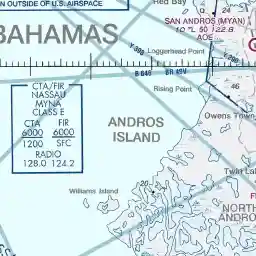 N OUTSIDE OF U.S. AIRSPACE
Red Bay
BAHAMAS
SAN ANDROS (MYAN)
10 L 50 122.8
AOE
Loggerhead Point
B 646
BR 49V
Rising Point
46
CTA/FIR
NASSAU
MYNA
CLASS E
CTA FIR
6000 6000
1200 SFC
RADIO
128.0 124.2
ANDROS
ISLAND
Owens Town
Twin Lak
Williams Island
20
NORTH
ANDRO